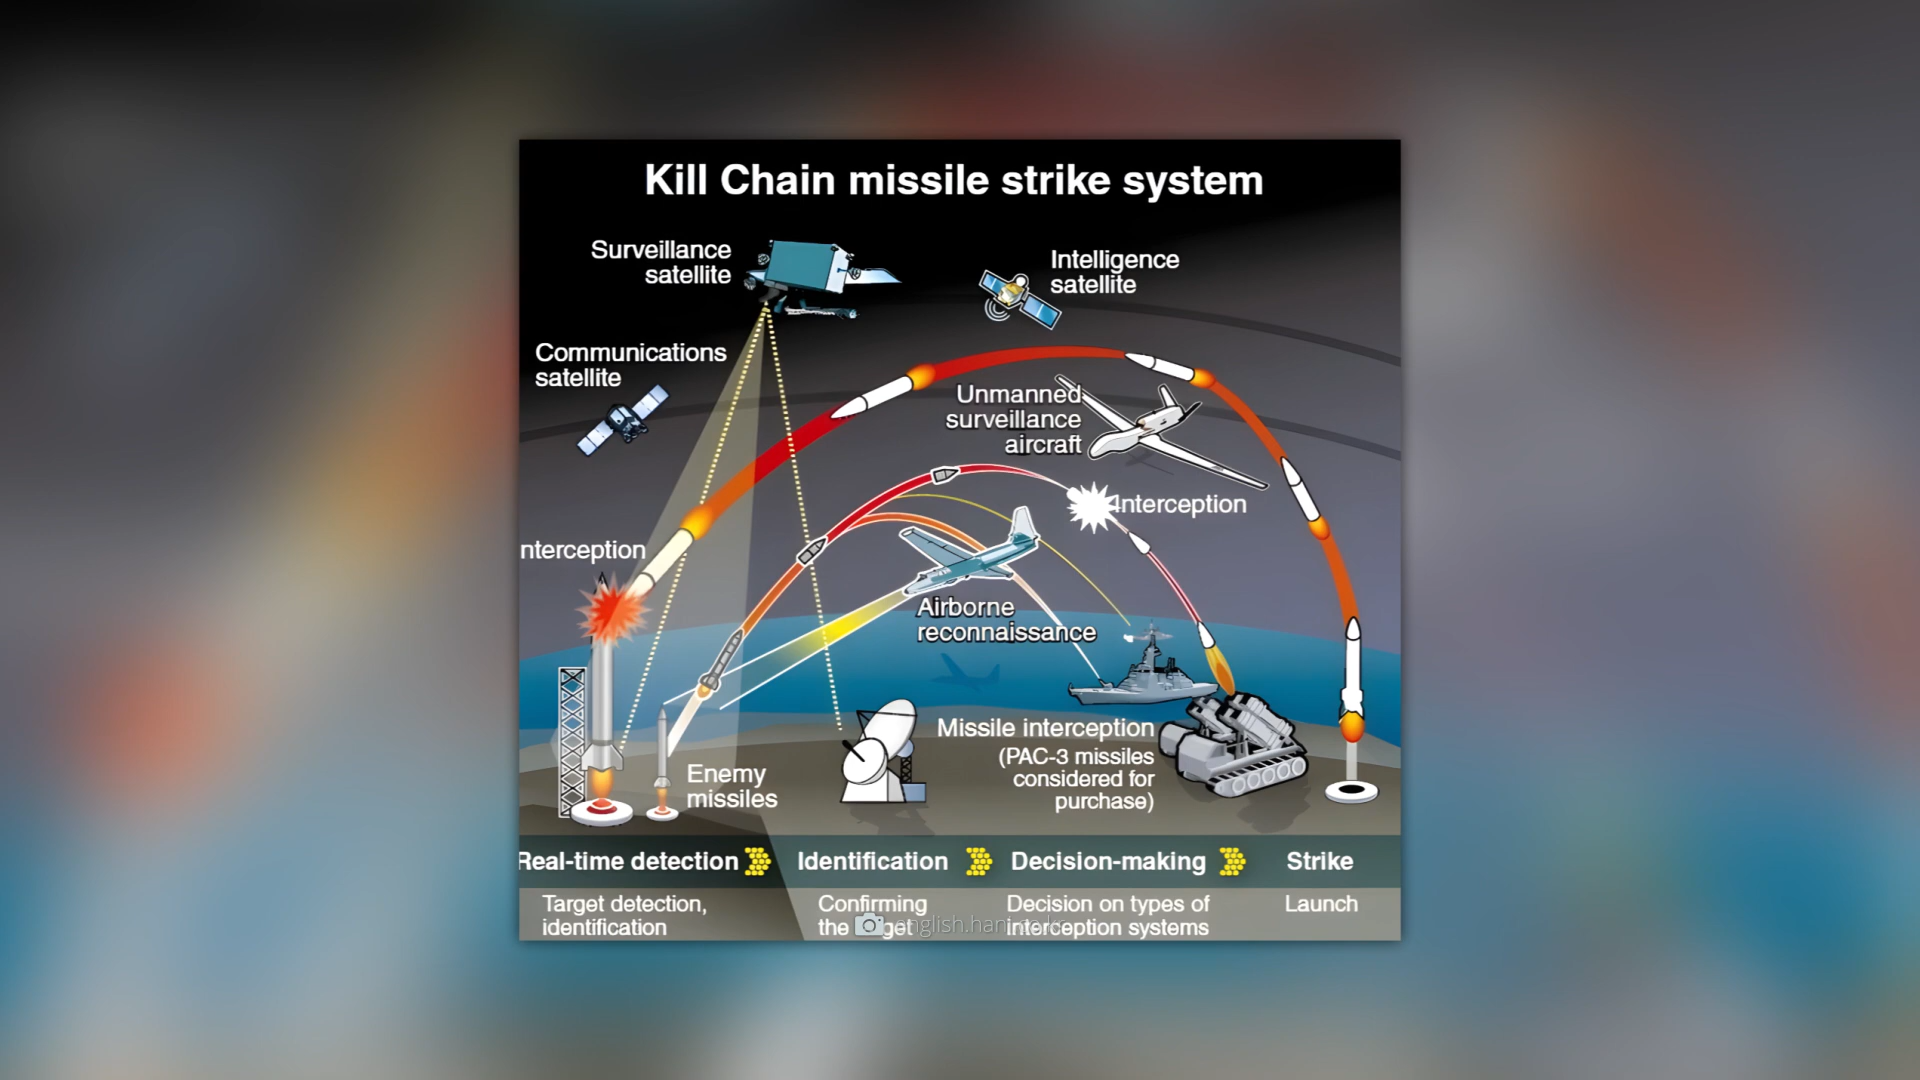 Kill Chain missile strike system
Surveillance
satellite
Intelligence
satellite
Communications
satellite
Unmanned
surveillance
aircraft
Interception
nterception
Airborne
reconnaissance
Missile interception
(PAC-3 missiles
considered for
purchase)
Enemy
missiles
Real-time detection
Identification
Decision-making
Strike
Target detection,
identification
Confirming
the
Decision on types of
interception systems
Launch